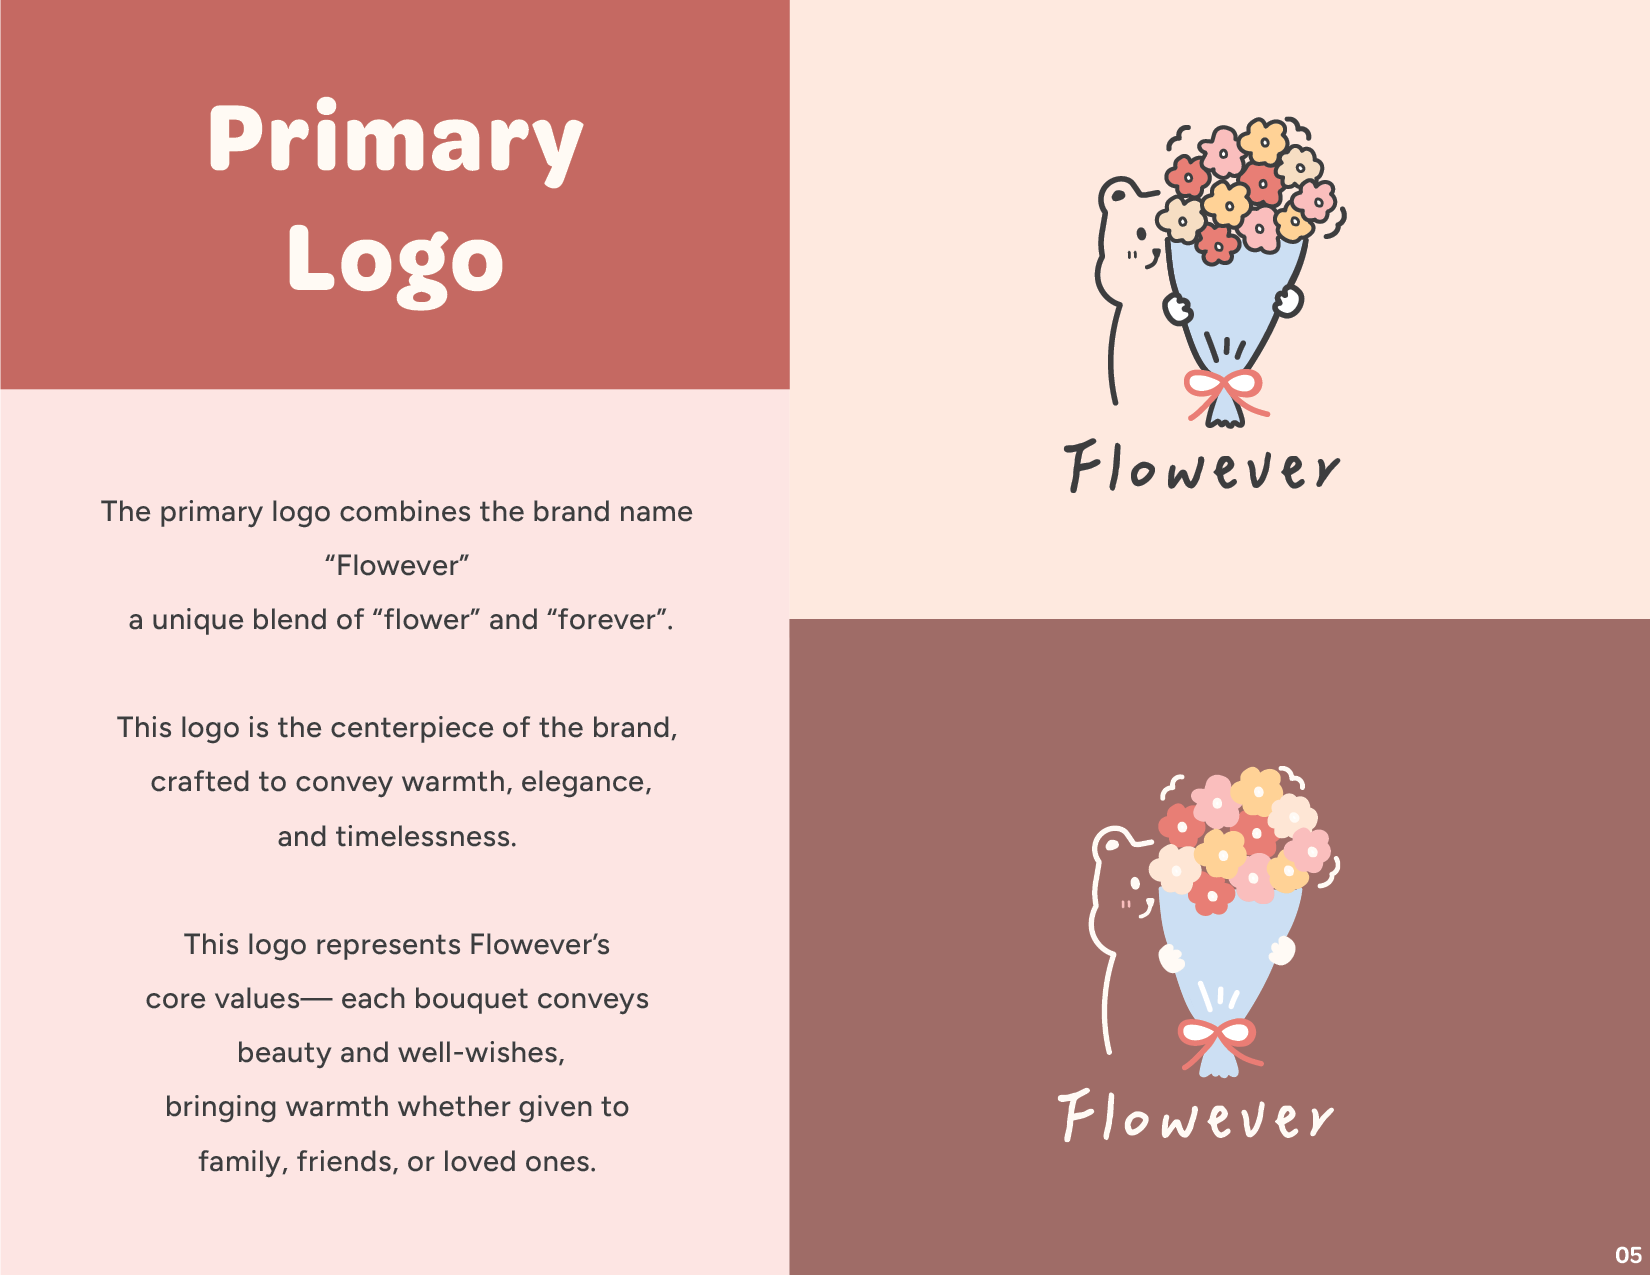 Primary
Logo
The primary logo combines the brand name
“Flowever”
a unique blend of “flower” and “forever”.
This logo is the centerpiece of the brand,
crafted to convey warmth, elegance,
and timelessness.
This logo represents Flowever’s
core values— each bouquet conveys
beauty and well-wishes,
bringing warmth whether given to
family, friends, or loved ones.
Flowever
Flowever
05